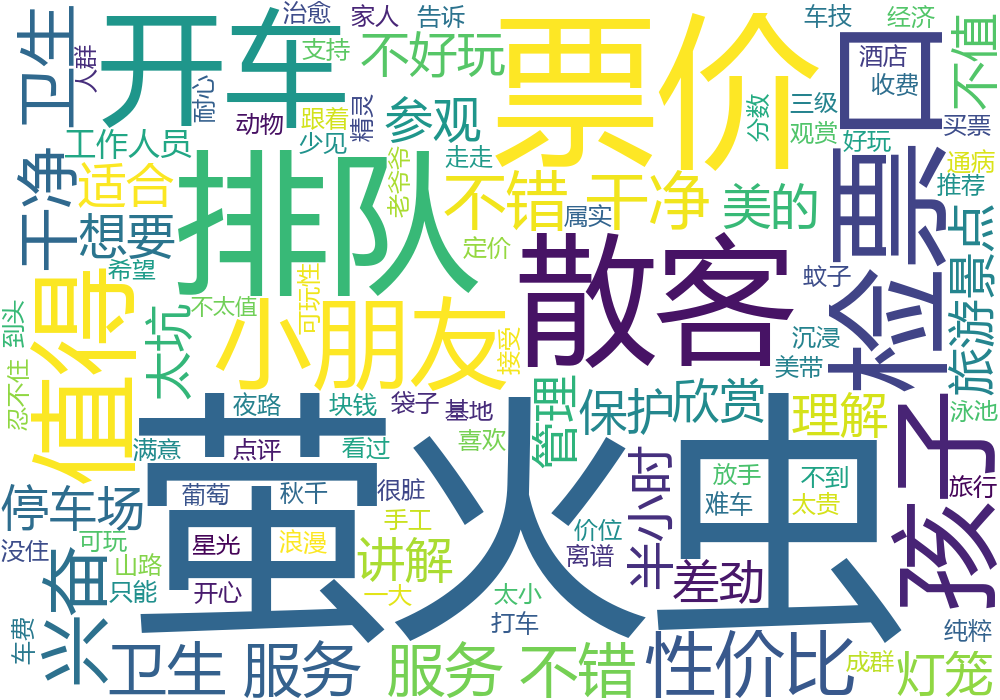 治愈
家人
告诉
车技
经济
卫生
人群
开车
支持
不好玩
票价
口
酒店
收费
不值
耐心
动物
跟着
精灵
参观
分数
三级
观赏
买票
工作人员
少见
好玩
干净
适合
排队
老爷爷
走走
不错 干净
美的
检票
通病
推荐
想要
属实
旅游景点
散客
定价
希望
可玩性
蚊子
值得
不太值
小朋友
到头
太坑
接受
沉浸
美带
忍不住
夜路
块钱
袋子
基地
管理
保护
欣赏
理解
孩子
泳池
萤火虫
满意
点评
看过
喜欢
半小时
放手
不到
旅行
停车场
葡萄
秋千
很脏
难车
太贵
手工
价位
没住
可玩
星光
浪漫
讲解
离谱
兴奋
山路
只能
开心
一大
太小
差劲
打车
车费
纯粹
卫生
服务
服务 不错
性价比
成群
灯笼